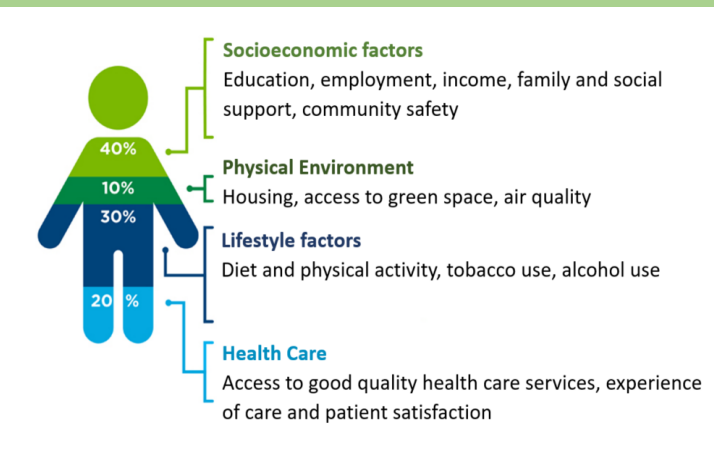 Socioeconomic factors
Education, employment, income, family and social
support, community safety
40%
Physical Environment
10%
Housing, access to green space, air quality
30%
Lifestyle factors
Diet and physical activity, tobacco use, alcohol use
20 %
Health Care
Access to good quality health care services, experience
of care and patient satisfaction